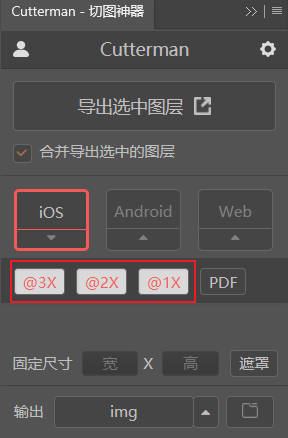 Cutterman - 切图神器
Cutterman
导出选中图层
合并导出选中的图层
iOS Android Web
@3X @2X @1X PDF
固定尺寸 宽 X 高 遮罩
输出 img